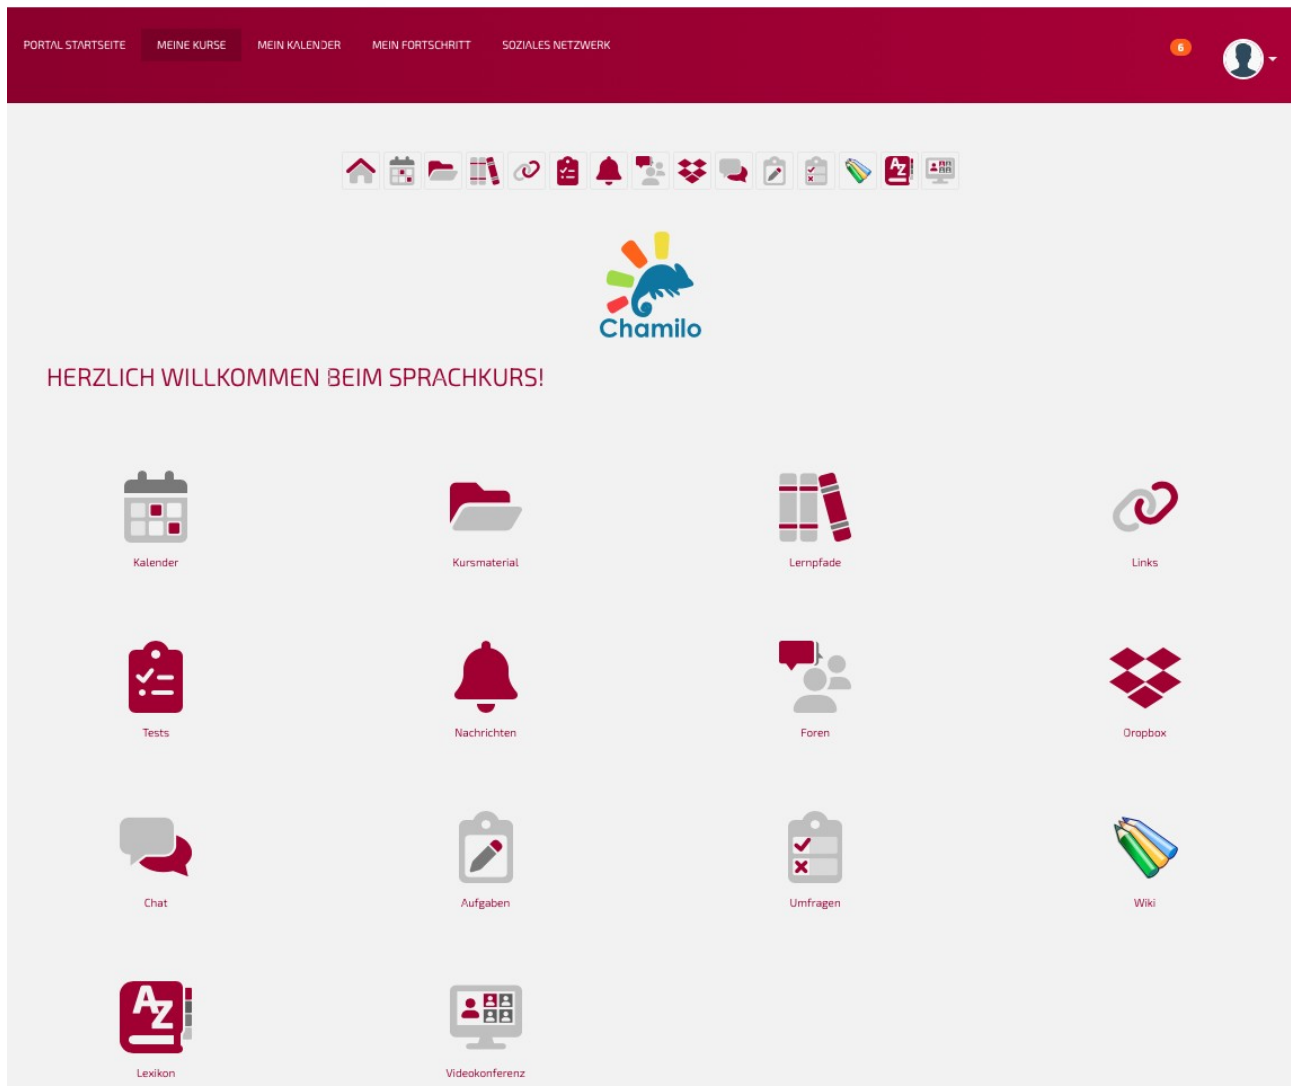 PORTAL STARTSEITE MEINE KURSE MEIN KALENDER MEIN FORTSCHRITT SOZIALES NETZWERK 6
Chamilo
HERZLICH WILLKOMMEN BEIM SPRACHKURS!
Kalender Kursmaterial Lernpfade Links
Tests Nachrichten Foren Dropbox
Chat Aufgaben Umfragen Wiki
AZ
Lexikon Videokonferenz